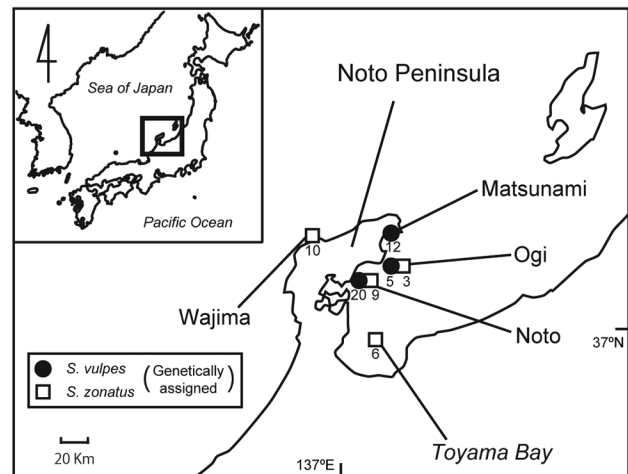 Sea of Japan
Pacific Ocean
Noto Peninsula
Matsunami
12
10
Ogi
5 3
20 9
Wajima
Noto
37ºN
6
S. vulpes
S. zonatus
(Genetically
assigned)
20 Km
Toyama Bay
137ºE